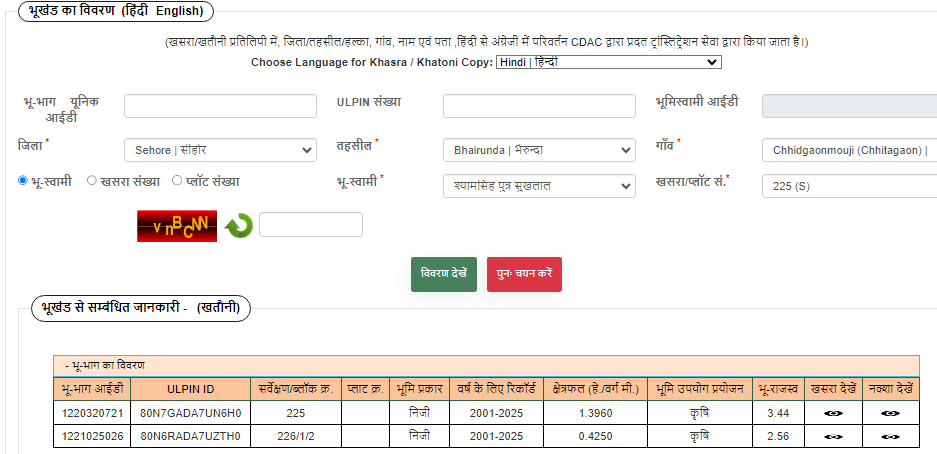 भूखंड का विवरण (हिंदी English)
(खसरा/खतौनी प्रतिलिपी में, जिला/तहसील/हल्का, गांव, नाम एवं पता ,हिंदी से अंग्रेजी में परिवर्तन CDAC द्वारा प्रदत ट्रांस्लिट्रेशन सेवा द्वारा किया जाता है।)
Choose Language for Khasra / Khatoni Copy: Hindi | हिन्दी
भू-भाग यूनिक आईडी ULPIN संख्या भूमिस्वामी आईडी
जिला * Sehore | सीहोर तहसील * Bhairunda | भैरुन्दा गाँव * Chhidgaonmouji (Chhitagaon) |
भू-स्वामी खसरा संख्या प्लॉट संख्या भू-स्वामी * श्यामसिह पुत्र सुखलाल खसरा/प्लॉट सं.* 225 (S)
vnBCNN
विवरण देखें पुनः चयन करें
भूखंड से सम्बंधित जानकारी - (खतौनी)
- भू-भाग का विवरण
भू-भाग आईडी ULPIN ID सर्वेक्षण/ब्लॉक क्र. प्लाट क्र. भूमि प्रकार वर्ष के लिए रिकॉर्ड क्षेत्रफल (हे./वर्ग मी.) भूमि उपयोग प्रयोजन भू-राजस्व खसरा देखें नक्शा देखें
1220320721 80N7GADA7UN6H0 225 निजी 2001-2025 1.3960 कृषि 3.44
1221025026 80N6RADA7UZTH0 226/1/2 निजी 2001-2025 0.4250 कृषि 2.56